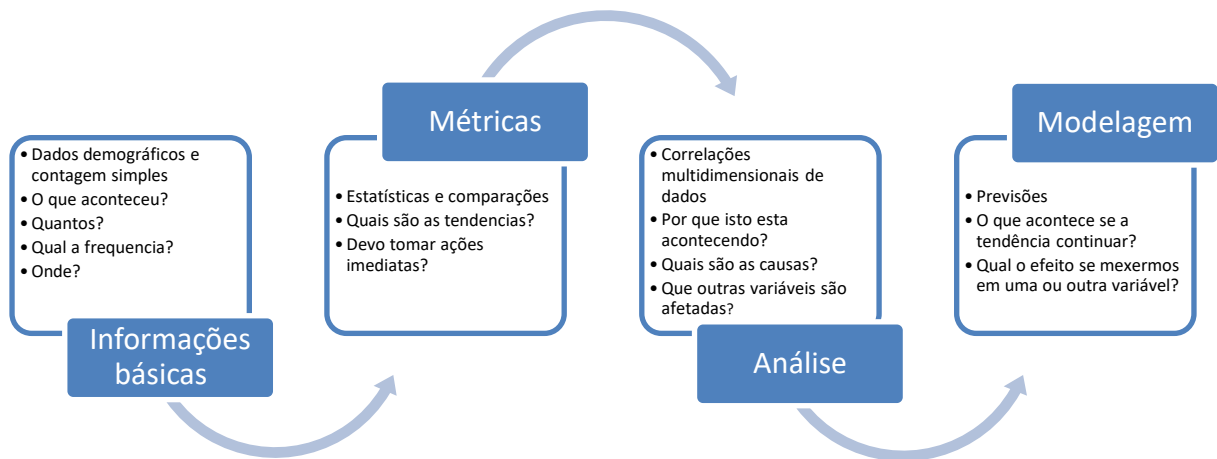 • Dados demográficos e
contagem simples
• O que aconteceu?
• Quantos?
• Qual a frequencia?
• Onde?
Informações
básicas
Métricas
• Estatísticas e comparações
• Quais são as tendencias?
• Devo tomar ações
imediatas?
• Correlações
multidimensionais de
dados
• Por que isto esta
acontecendo?
• Quais são as causas?
• Que outras variáveis são
afetadas?
Análise
Modelagem
• Previsões
• O que acontece se a
tendência continuar?
• Qual o efeito se mexermos
em uma ou outra variável?